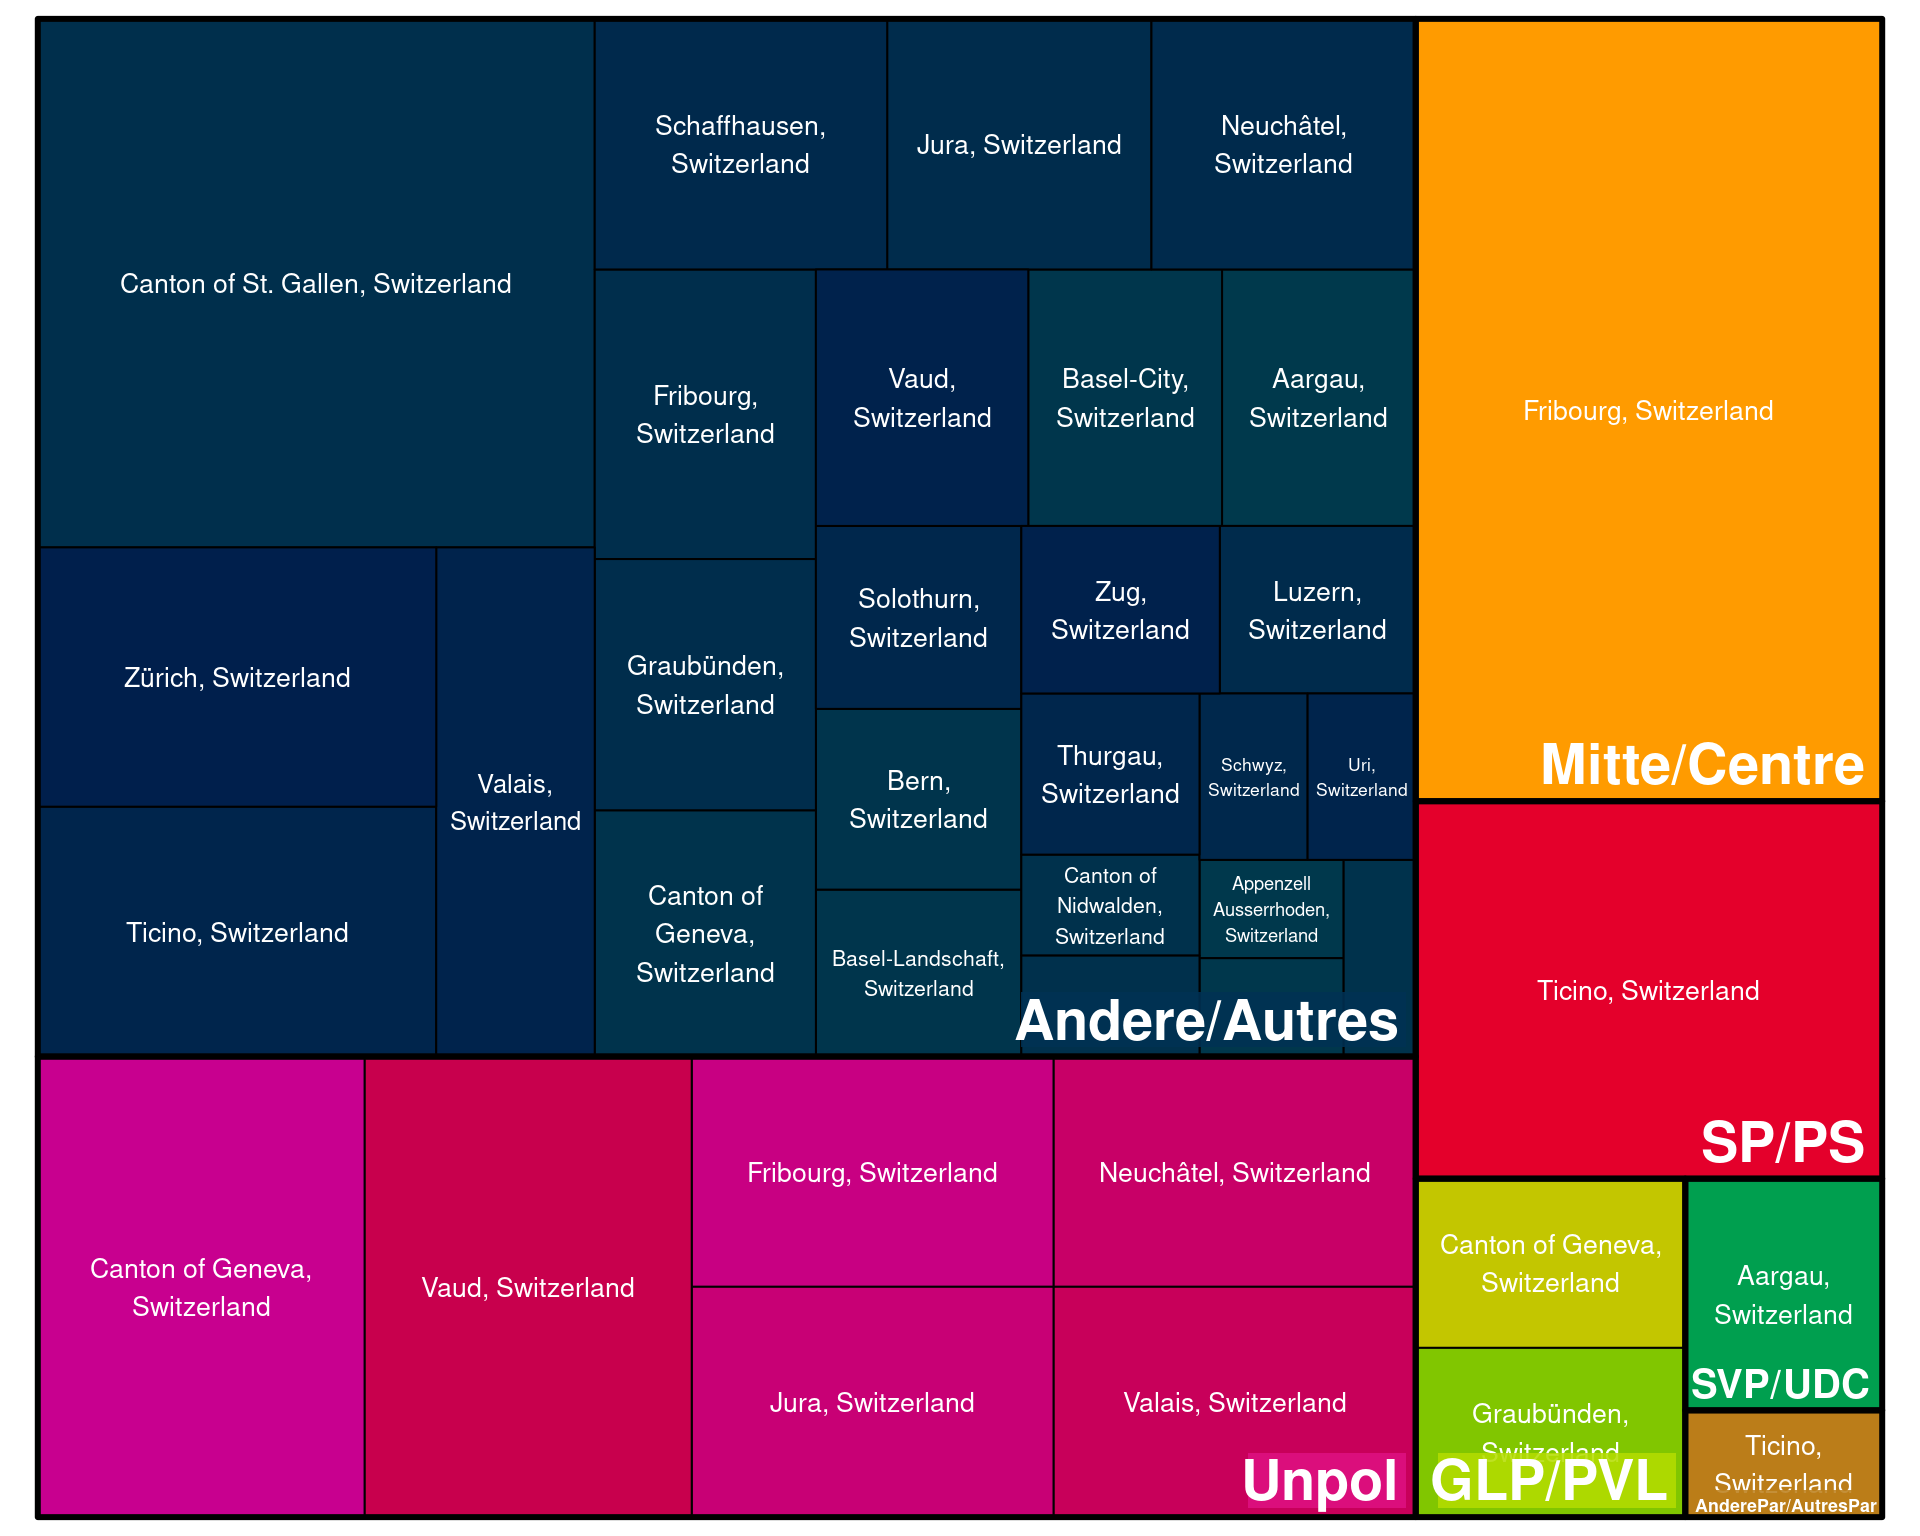 Canton of St. Gallen, Switzerland
Schaffhausen,
Switzerland
Jura, Switzerland
Neuchâtel,
Switzerland
Fribourg,
Switzerland
Vaud,
Switzerland
Basel-City,
Switzerland
Aargau,
Switzerland
Zürich, Switzerland
Valais,
Switzerland
Ticino, Switzerland
Graubünden,
Switzerland
Canton of
Geneva,
Switzerland
Solothurn,
Switzerland
Zug,
Switzerland
Luzern,
Switzerland
Bern,
Switzerland
Thurgau,
Switzerland
Schwyz,
Switzerland
Uri,
Switzerland
Basel-Landschaft,
Switzerland
Canton of
Nidwalden,
Switzerland
Appenzell
Ausserrhoden,
Switzerland
Andere/Autres
Canton of Geneva,
Switzerland
Vaud, Switzerland
Fribourg, Switzerland
Neuchâtel, Switzerland
Jura, Switzerland
Valais, Switzerland
Unpol
Fribourg, Switzerland
Mitte/Centre
Ticino, Switzerland
SP/PS
Canton of Geneva,
Switzerland
Graubünden,
Switzerland
GLP/PVL
Aargau,
Switzerland
SVP/UDC
Ticino,
Switzerland
AnderePar/AutresPar